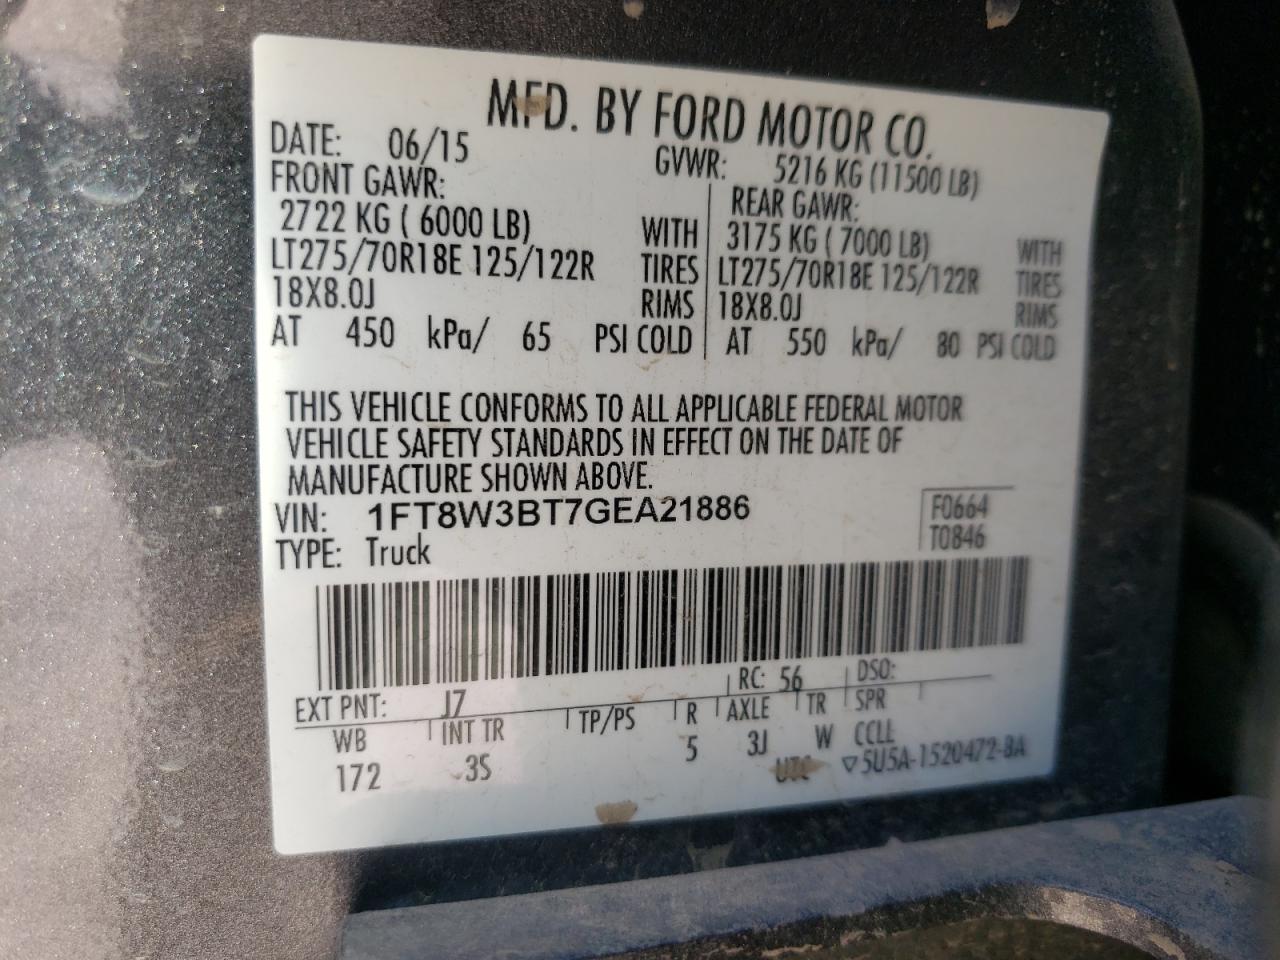 MFD. BY FORD MOTOR CO.
DATE: 06/15 GVWR: 5216 KG (11500 LB)
FRONT GAWR: REAR GAWR:
2722 KG ( 6000 LB) WITH 3175 KG ( 7000 LB) WITH
LT275/70R18E 125/122R TIRES LT275/70R18E 125/122R TIRES
18X8.0J RIMS 18X8.0J RIMS
AT 450 kPa/ 65 PSI COLD AT 550 kPa/ 80 PSI COLD
THIS VEHICLE CONFORMS TO ALL APPLICABLE FEDERAL MOTOR
VEHICLE SAFETY STANDARDS IN EFFECT ON THE DATE OF
MANUFACTURE SHOWN ABOVE.
VIN: 1FT8W3BT7GEA21886 F0664
TYPE: Truck T0846
EXT PNT: J7 RC: 56 DSO:
WB INT TR TP/PS R AXLE TR SPR
172 3S 5 3J W CCLL
UTC ▽5U5A-1520472-BA